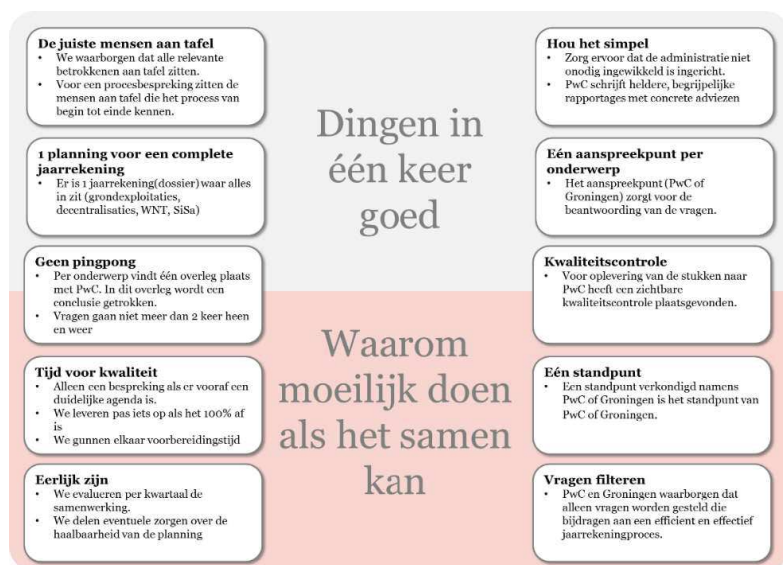 De juiste mensen aan tafel
• We waarborgen dat alle relevante
betrokkenen aan tafel zitten.
• Voor een procesbespreking zitten de
mensen aan tafel die het process van
begin tot einde kennen.
1 planning voor een complete
jaarrekening
• Er is 1 jaarrekening(dossier) waar alles
in zit (grondexploitaties,
decentralisaties, WNT, SiSa)
Geen pingpong
• Per onderwerp vindt één overleg plaats
met PwC. In dit overleg wordt een
conclusie getrokken.
• Vragen gaan niet meer dan 2 keer heen
en weer
Tijd voor kwaliteit
• Alleen een bespreking als er vooraf een
duidelijke agenda is.
• We leveren pas iets op als het 100% af
is
• We gunnen elkaar voorbereidingstijd
Eerlijk zijn
• We evalueren per kwartaal de
samenwerking.
• We delen eventuele zorgen over de
haalbaarheid van de planning
Dingen in
één keer
goed
Waarom
moeilijk doen
als het samen
kan
Hou het simpel
• Zorg ervoor dat de administratie niet
onodig ingewikkeld is ingericht.
• PwC schrijft heldere, begrijpelijke
rapportages met concrete adviezen
Eén aanspreekpunt per
onderwerp
• Het aanspreekpunt (PwC of
Groningen) zorgt voor de
beantwoording van de vragen.
Kwaliteitscontrole
• Voor oplevering van de stukken naar
PwC heeft een zichtbare
kwaliteitscontrole plaatsgevonden.
Eén standpunt
• Een standpunt verkondigd namens
PwC of Groningen is het standpunt van
PwC of Groningen.
Vragen filteren
• PwC en Groningen waarborgen dat
alleen vragen worden gesteld die
bijdragen aan een efficient en effectief
jaarrekeningproces.